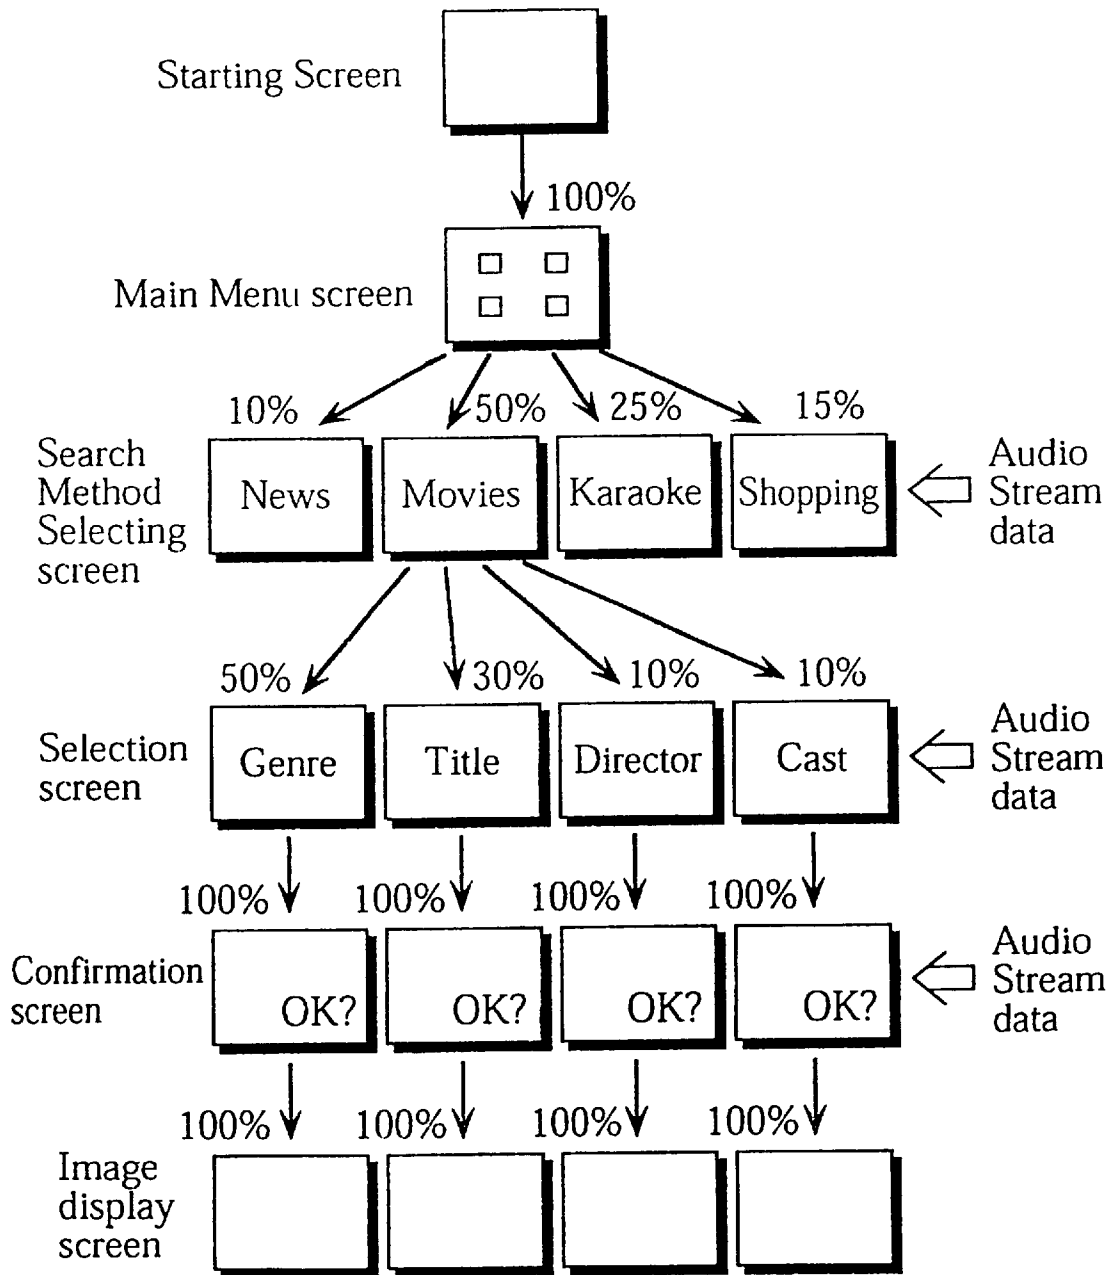 Starting Screen
100%
Main Menu screen
10% 50% 25% 15%
Search
Method
Selecting
screen
News Movies Karaoke Shopping
Audio
Stream
data
50% 30% 10% 10%
Selection
screen
Genre Title Director Cast
Audio
Stream
data
100% 100% 100% 100%
Confirmation
screen
OK? OK? OK? OK?
Audio
Stream
data
100% 100% 100% 100%
Image
display
screen